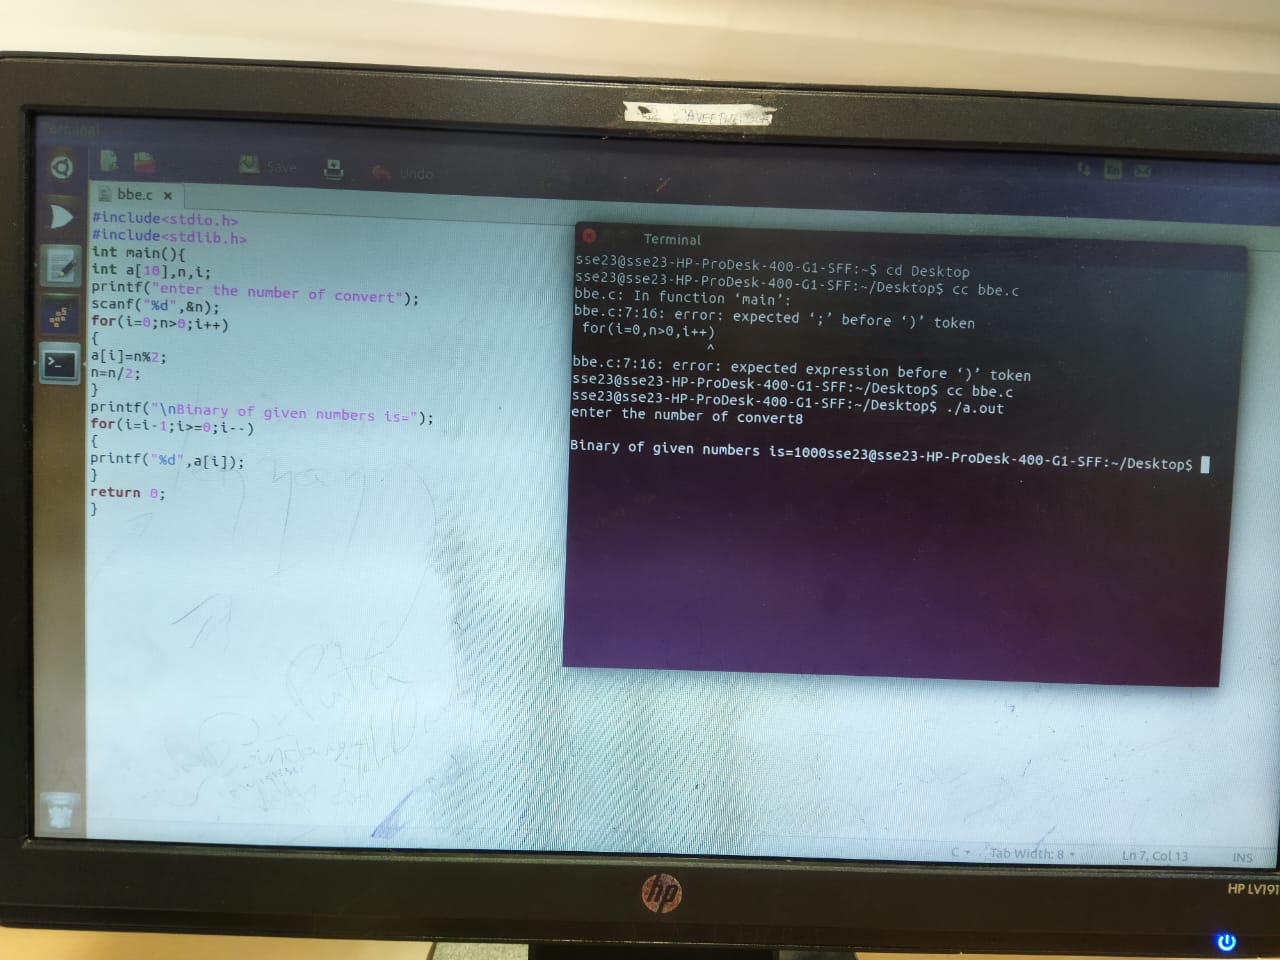 Terminal
Save
Undo
bbe.c
#include<stdio.h>
#include<stdlib.h>
int main(){
int a[10],n,i;
printf("enter the number of convert");
scanf("%d",&n);
for(i=0;n>0;i++)
{
a[i]=n%2;
n=n/2;
}
printf("\nBinary of given numbers is=");
for(i=i-1;i>=0;i--)
{
printf("%d",a[i]);
}
return 0;
}
Terminal
sse23@sse23-HP-ProDesk-400-G1-SFF:~$ cd Desktop
sse23@sse23-HP-ProDesk-400-G1-SFF:~/Desktop$ cc bbe.c
bbe.c: In function ‘main’:
bbe.c:7:16: error: expected ‘;’ before ‘)’ token
for(i=0,n>0,i++)
^
bbe.c:7:16: error: expected expression before ‘)’ token
sse23@sse23-HP-ProDesk-400-G1-SFF:~/Desktop$ cc bbe.c
sse23@sse23-HP-ProDesk-400-G1-SFF:~/Desktop$ ./a.out
enter the number of convert8
Binary of given numbers is=1000sse23@sse23-HP-ProDesk-400-G1-SFF:~/Desktop$
C
Tab Width: 8
Ln 7, Col 13
INS
hp
HP LV191